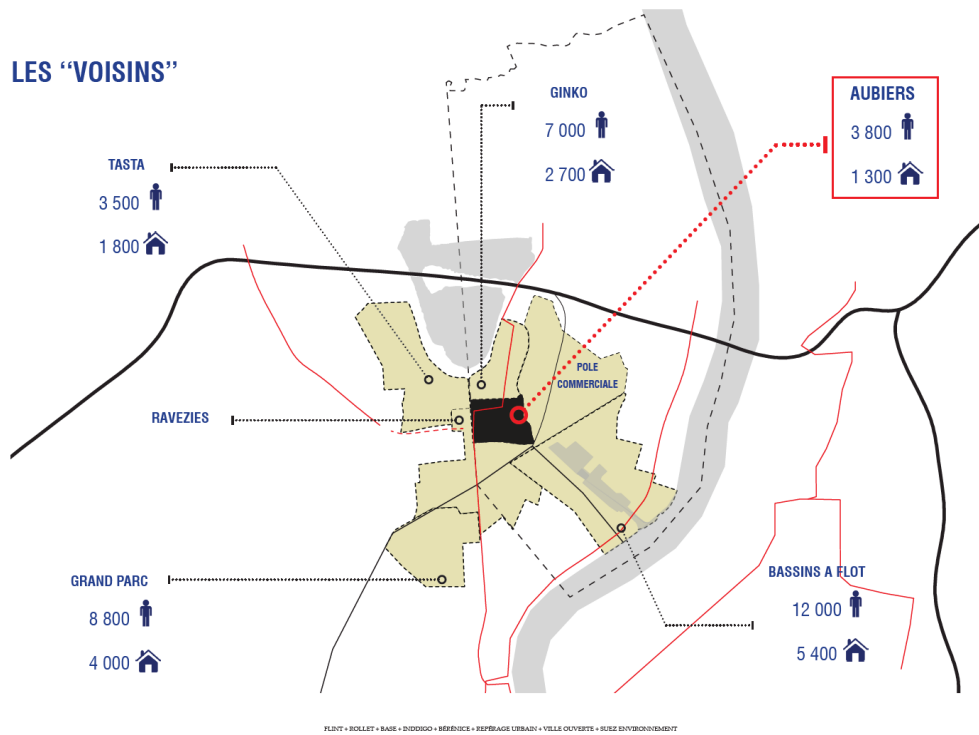 LES “VOISINS”
GINKO
7 000
2 700
AUBIERS
3 800
1 300
TASTA
3 500
1 800
POLE
COMMERCIALE
RAVEZIES
GRAND PARC
8 800
4 000
BASSINS A FLOT
12 000
5 400
FLINT + ROLLET + BASE + INDDIGO + BÉRÉNICE + REPÉRAGE URBAIN + VILLE OUVERTE + SUEZ ENVIRONNEMENT